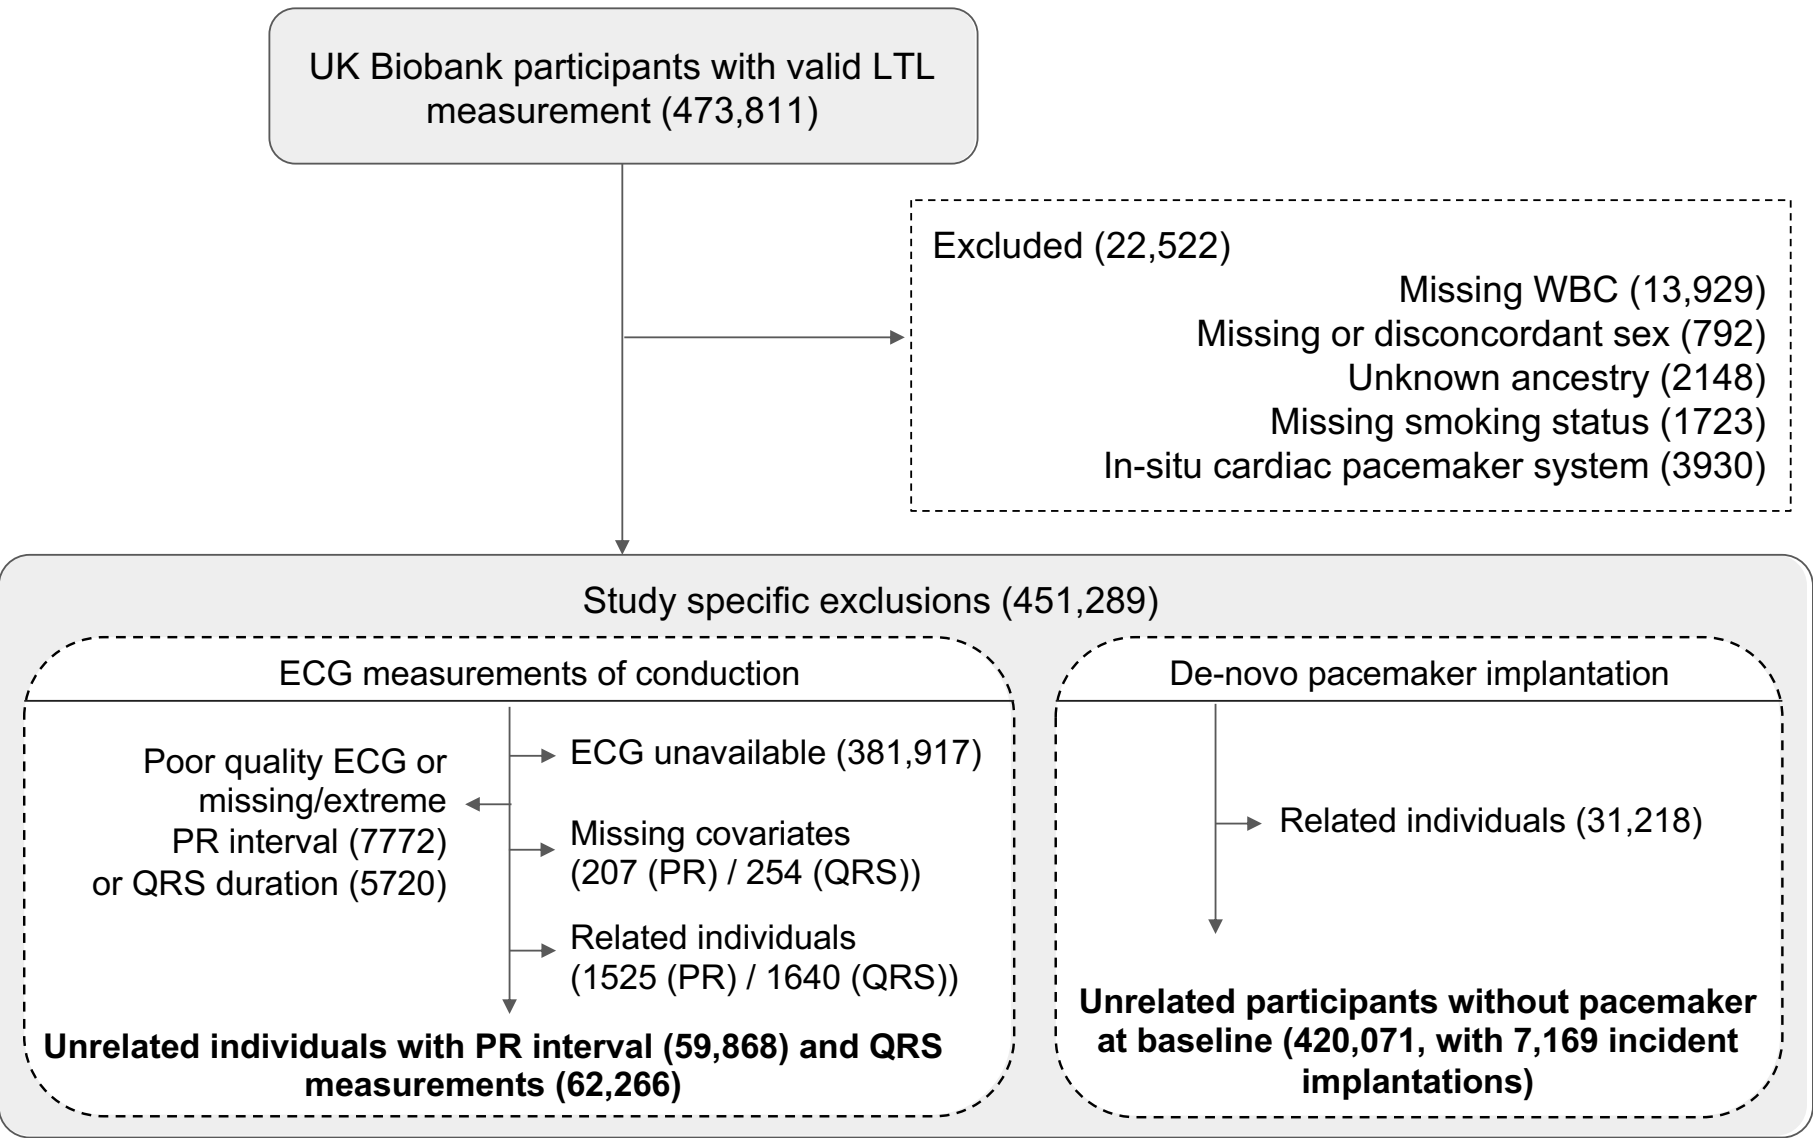 UK Biobank participants with valid LTL
measurement (473,811)
Excluded (22,522)
Missing WBC (13,929)
Missing or disconcordant sex (792)
Unknown ancestry (2148)
Missing smoking status (1723)
In-situ cardiac pacemaker system (3930)
Study specific exclusions (451,289)
ECG measurements of conduction
Poor quality ECG or
missing/extreme
PR interval (7772)
or QRS duration (5720)
ECG unavailable (381,917)
Missing covariates
(207 (PR) / 254 (QRS))
Related individuals
(1525 (PR) / 1640 (QRS))
Unrelated individuals with PR interval (59,868) and QRS
measurements (62,266)
De-novo pacemaker implantation
Related individuals (31,218)
Unrelated participants without pacemaker
at baseline (420,071, with 7,169 incident
implantations)